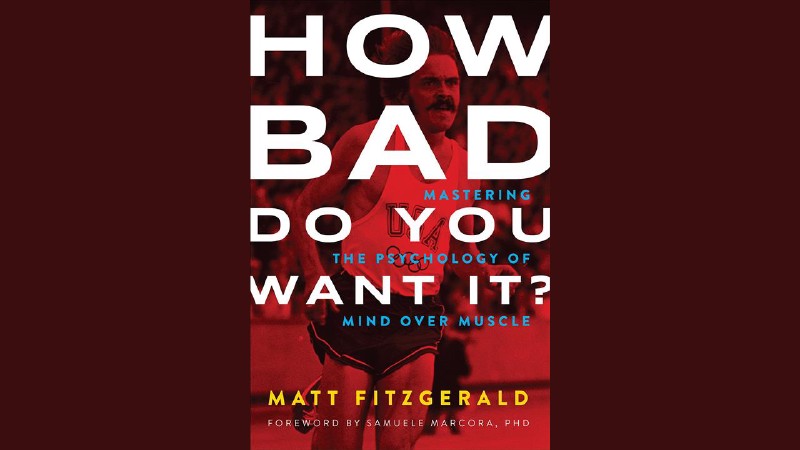 HOW
BAD
MASTERING
DO YOU
USA
THE PSYCHOLOGY OF
WANT IT?
MIND OVER MUSCLE
MATT FITZGERALD
FOREWORD BY SAMUELE MARCORA, PHD